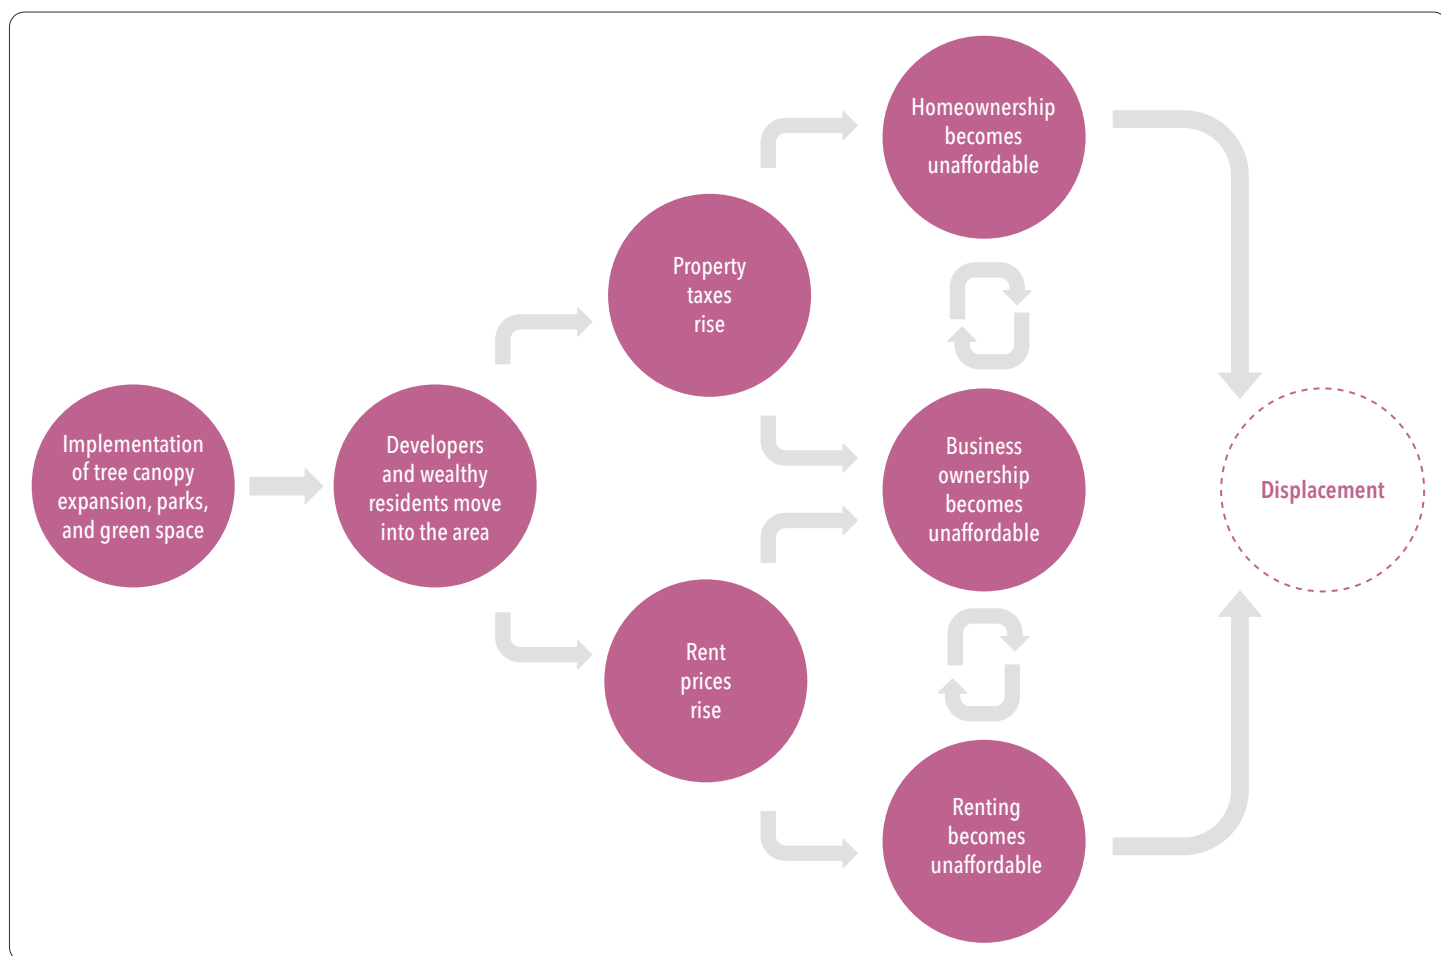 Implementation
of tree canopy
expansion, parks,
and green space
Developers
and wealthy
residents move
into the area
Property
taxes
rise
Rent
prices
rise
Homeownership
becomes
unaffordable
Business
ownership
becomes
unaffordable
Renting
becomes
unaffordable
Displacement